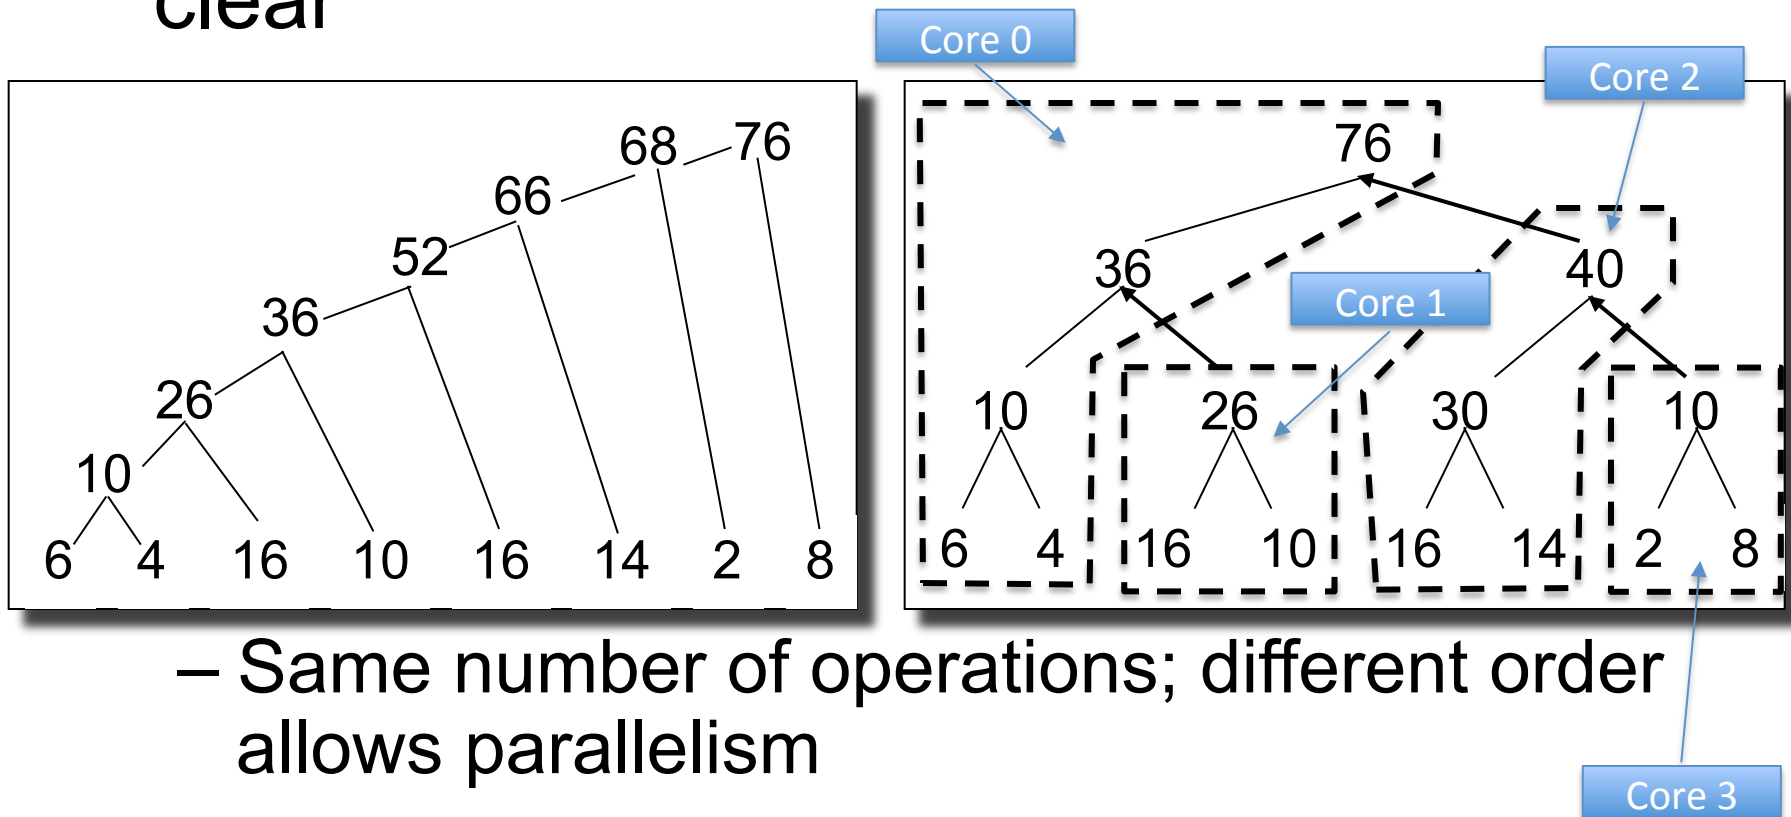 clear
Core 0
Core 2
68 76
66
52
36
26
10
6 4 16 10 16 14 2 8
76
36 40
Core 1
10 26 30 10
6 4 16 10 16 14 2 8
– Same number of operations; different order
allows parallelism
Core 3